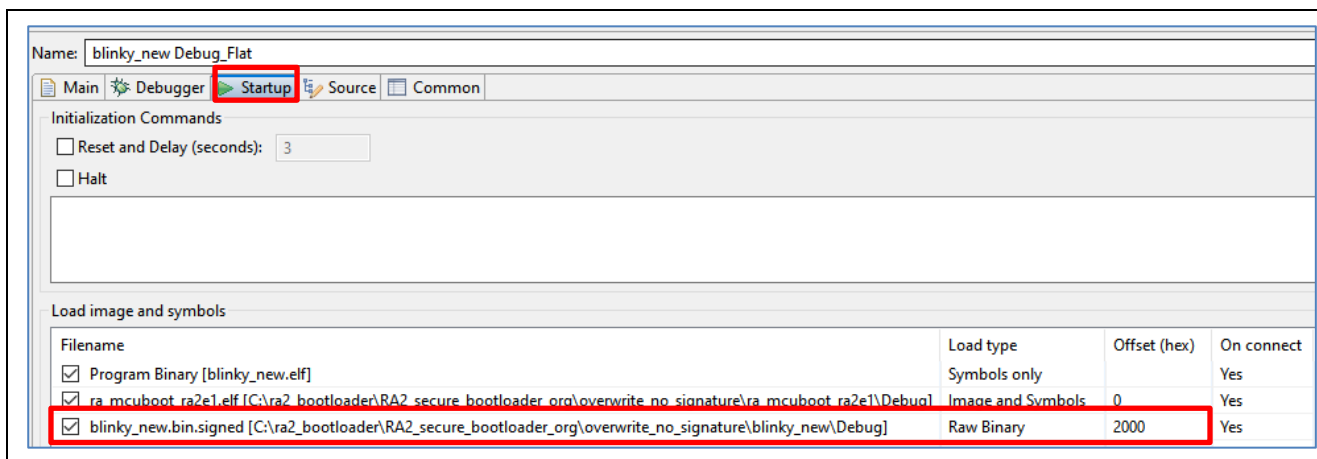 Name: blinky_new Debug_Flat
Main Debugger Startup Source Common
Initialization Commands
Reset and Delay (seconds): 3
Halt
Load image and symbols
Filename Load type Offset (hex) On connect
Program Binary [blinky_new.elf] Symbols only Yes
ra_mcuboot_ra2e1.elf [C:\ra2_bootloader\RA2_secure_bootloader_org\overwrite_no_signature\ra_mcuboot_ra2e1\Debug] Image and Symbols 0 Yes
blinky_new.bin.signed [C:\ra2_bootloader\RA2_secure_bootloader_org\overwrite_no_signature\blinky_new\Debug] Raw Binary 2000 Yes